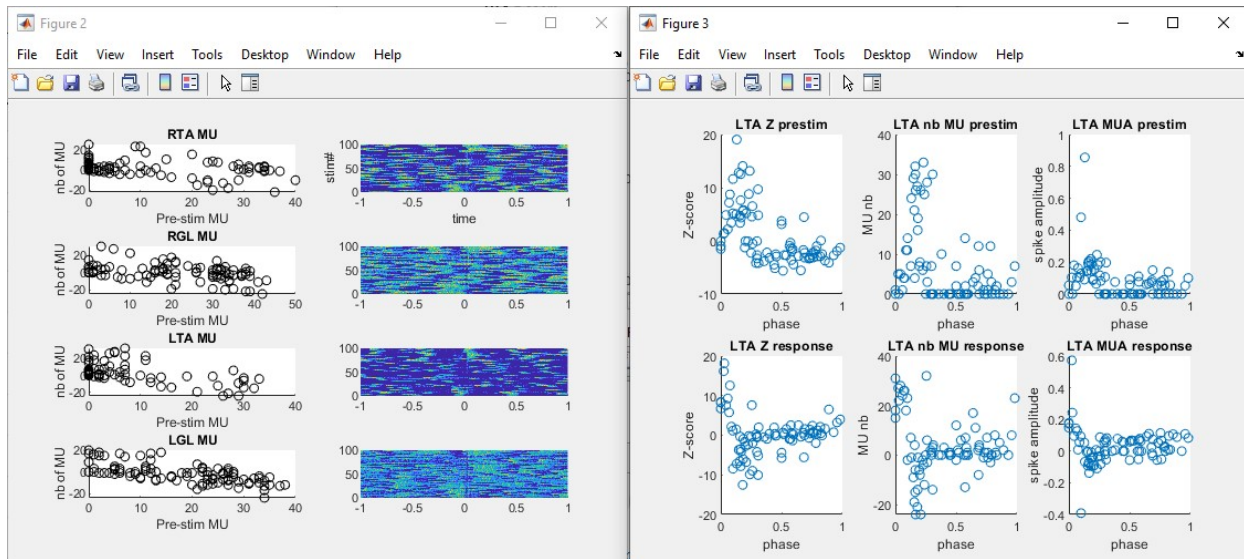 Figure 2
File Edit View Insert Tools Desktop Window Help
RTA MU
nb of MU
20
0
-20
0 10 20 30 40
Pre-stim MU
stim#
100
50
0
-1 -0.5 0 0.5 1
time
RGL MU
nb of MU
20
0
-20
0 10 20 30 40 50
Pre-stim MU
100
50
0
-1 -0.5 0 0.5 1
LTA MU
nb of MU
20
0
-20
0 10 20 30 40
Pre-stim MU
100
50
0
-1 -0.5 0 0.5 1
LGL MU
nb of MU
20
0
-20
0 10 20 30 40
Pre-stim MU
100
50
0
-1 -0.5 0 0.5 1
Figure 3
File Edit View Insert Tools Desktop Window Help
LTA Z prestim
Z-score
20
10
0
-10
0 0.5 1
phase
LTA nb MU prestim
MU nb
40
30
20
10
0
0 0.5 1
phase
LTA MUA prestim
spike amplitude
1
0.8
0.6
0.4
0.2
0
0 0.5 1
phase
LTA Z response
Z-score
20
10
0
-10
-20
0 0.5 1
phase
LTA nb MU response
MU nb
40
20
0
-20
0 0.5 1
phase
LTA MUA response
spike amplitude
0.6
0.4
0.2
0
-0.2
-0.4
0 0.5 1
phase